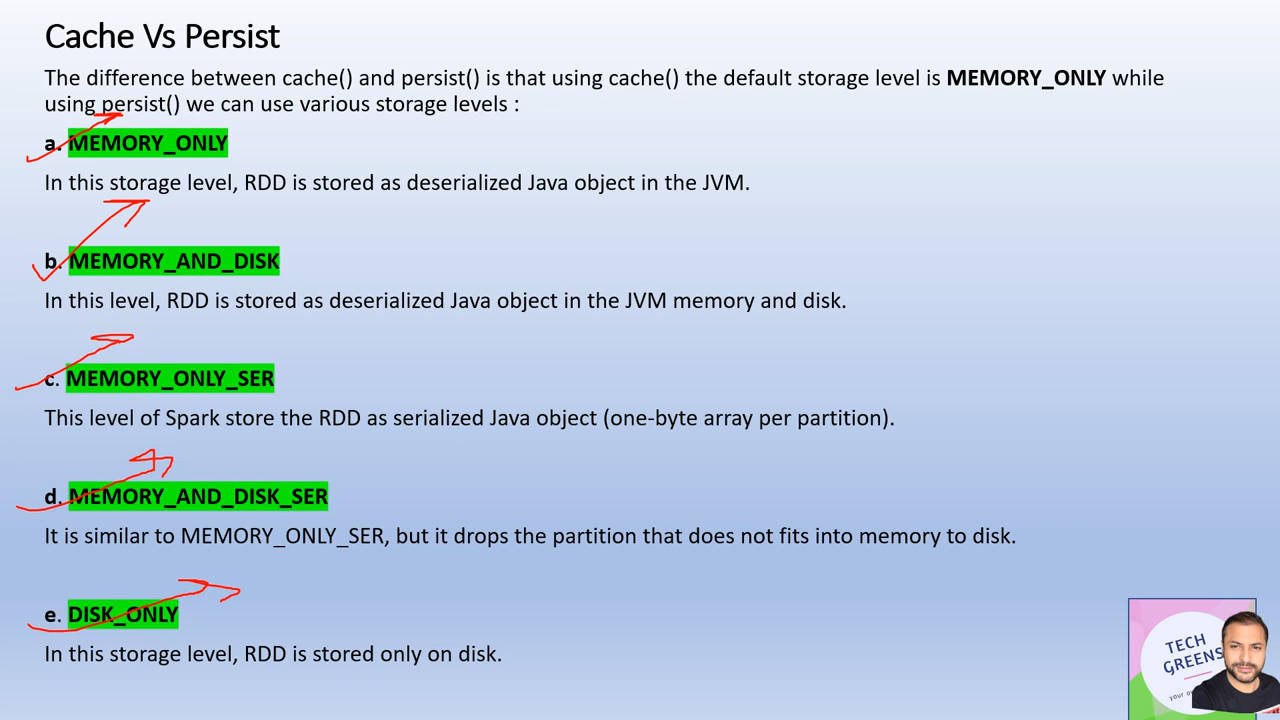 Cache Vs Persist
The difference between cache() and persist() is that using cache() the default storage level is MEMORY_ONLY while
using persist() we can use various storage levels :
a. MEMORY_ONLY
In this storage level, RDD is stored as deserialized Java object in the JVM.
b. MEMORY_AND_DISK
In this level, RDD is stored as deserialized Java object in the JVM memory and disk.
c. MEMORY_ONLY_SER
This level of Spark store the RDD as serialized Java object (one-byte array per partition).
d. MEMORY_AND_DISK_SER
It is similar to MEMORY_ONLY_SER, but it drops the partition that does not fits into memory to disk.
e. DISK_ONLY
In this storage level, RDD is stored only on disk.
TECH
GREENS
your